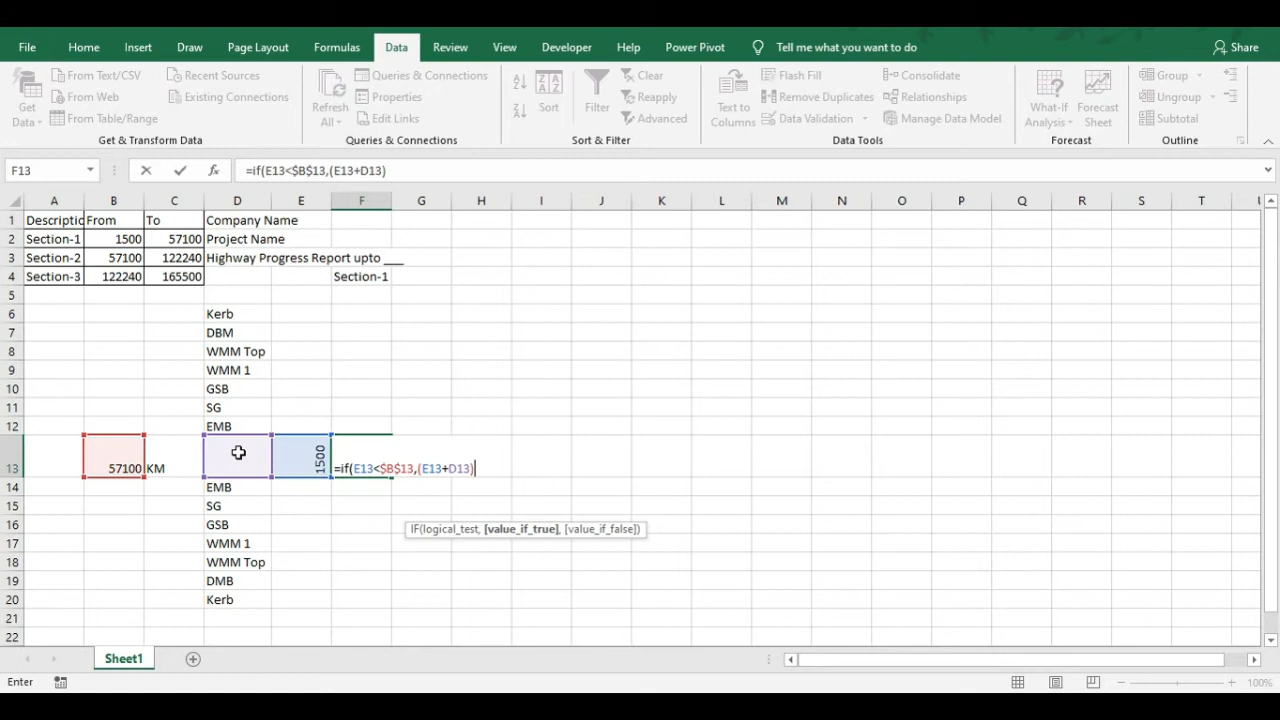 File Home Insert Draw Page Layout Formulas Data Review View Developer Help Power Pivot Tell me what you want to do Share
Get Data
From Text/CSV
From Web
From Table/Range
Recent Sources
Existing Connections
Get & Transform Data
Refresh All
Queries & Connections
Properties
Edit Links
Queries & Connections
Sort
Filter
Clear
Reapply
Advanced
Sort & Filter
Text to Columns
Flash Fill
Remove Duplicates
Data Validation
Consolidate
Relationships
Manage Data Model
Data Tools
What-If Analysis
Forecast Sheet
Forecast
Group
Ungroup
Subtotal
Outline
F13 fx =if(E13<$B$13,(E13+D13)
A B C D E F G H I J K L M N O P Q R S T U
1 Descriptic From To Company Name
2 Section-1 1500 57100 Project Name
3 Section-2 57100 122240 Highway Progress Report upto ___
4 Section-3 122240 165500 Section-1
5
6 Kerb
7 DBM
8 WMM Top
9 WMM 1
10 GSB
11 SG
12 EMB
13 57100 KM 1500 =if(E13<$B$13,(E13+D13)
14 EMB
15 SG
16 GSB
IF(logical_test, [value_if_true], [value_if_false])
17 WMM 1
18 WMM Top
19 DMB
20 Kerb
21
22
Sheet1
Enter 100%